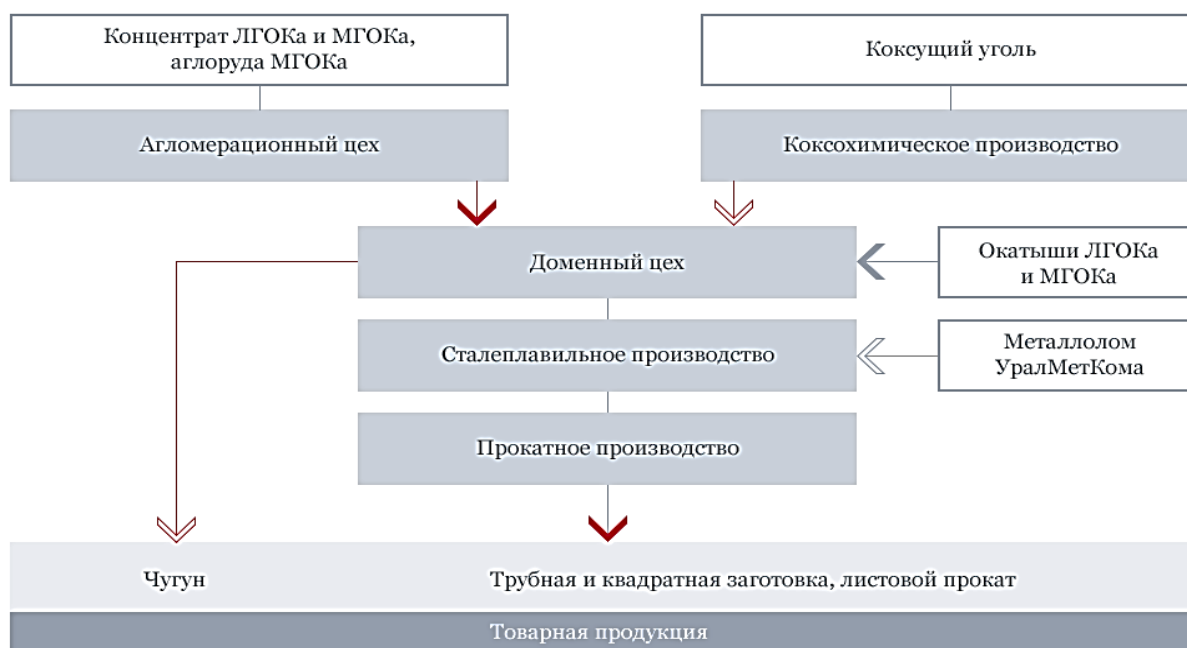 Концентрат ЛГОКа и МГОКа,
аглоруда МГОКа
Коксущий уголь
Агломерационный цех
Коксохимическое производство
Доменный цех
Окатыши ЛГОКа
и МГОКа
Сталеплавильное производство
Металлолом
УралМетКома
Прокатное производство
Чугун
Трубная и квадратная заготовка, листовой прокат
Товарная продукция